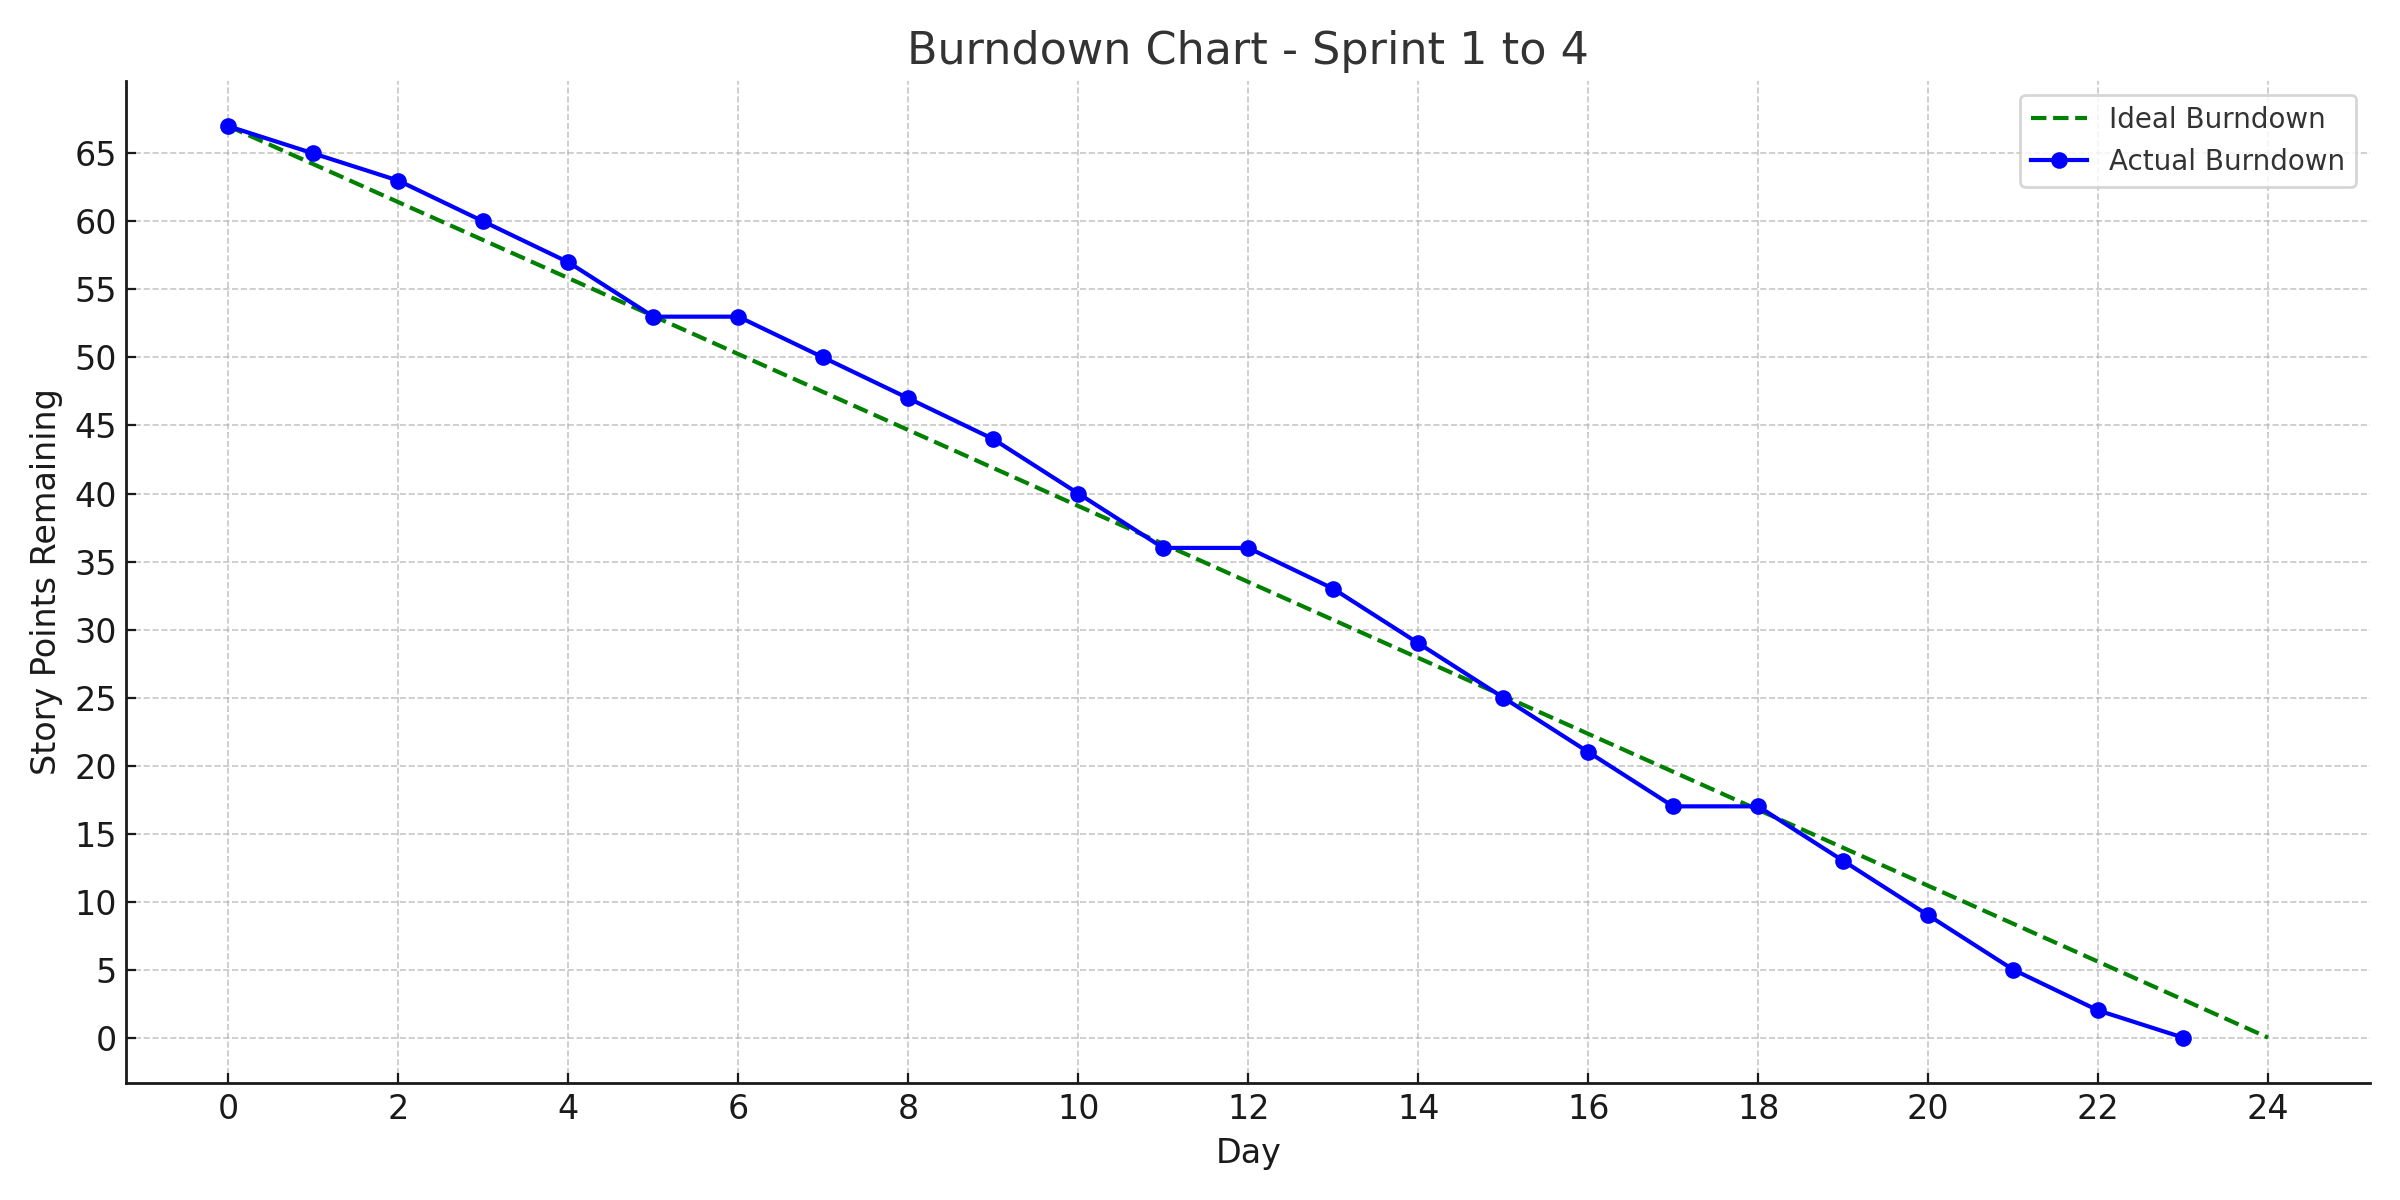 Burndown Chart - Sprint 1 to 4
Ideal Burndown
Actual Burndown
Story Points Remaining
65
60
55
50
45
40
35
30
25
20
15
10
5
0
0 2 4 6 8 10 12 14 16 18 20 22 24
Day